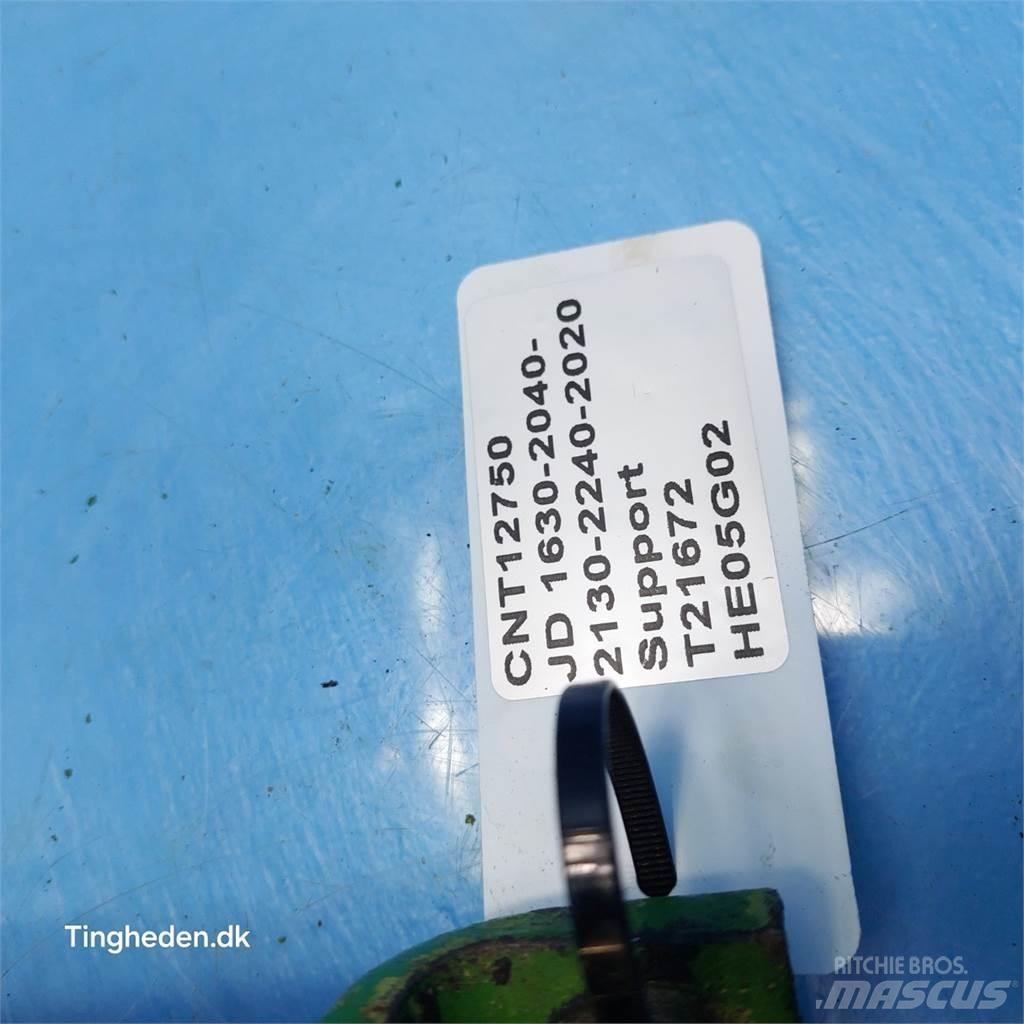 CNT12750
JD 1630-2040-
2130-2240-2020
Support
T21672
HE05G02
Tingheden.dk
RITCHIE BROS.
MASCUS